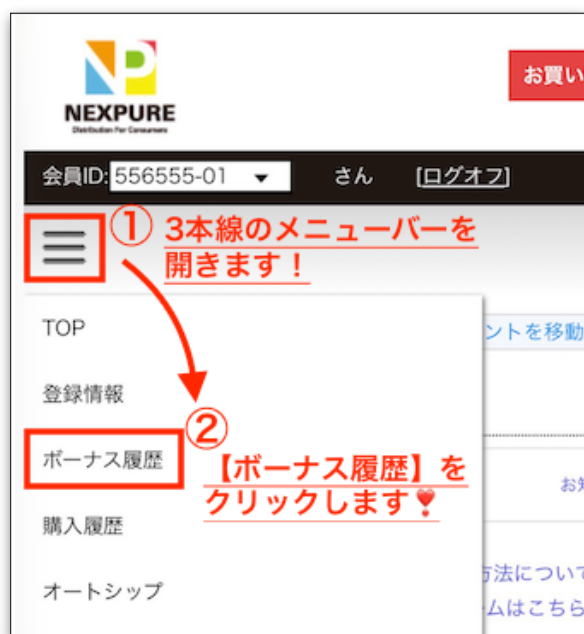 NEXPURE
Distribution For Consumers
お買い
会員ID: 556555-01 さん [ログオフ]
① 3本線のメニューバーを
開きます！
TOP
ントを移動
登録情報
②
ボーナス履歴
【ボーナス履歴】を
クリックします❣
お知
購入履歴
方法について
オートシップ
ムはこちら